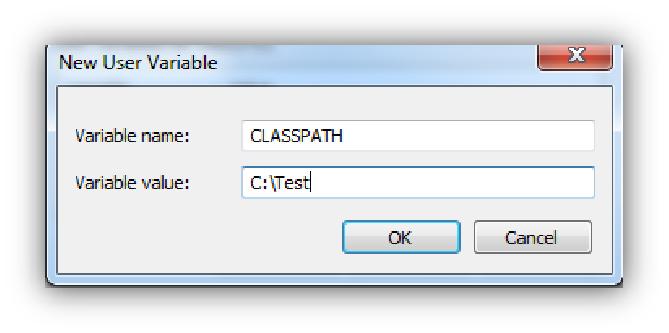 New User Variable
Variable name: CLASSPATH
Variable value: C:\Test
OK Cancel